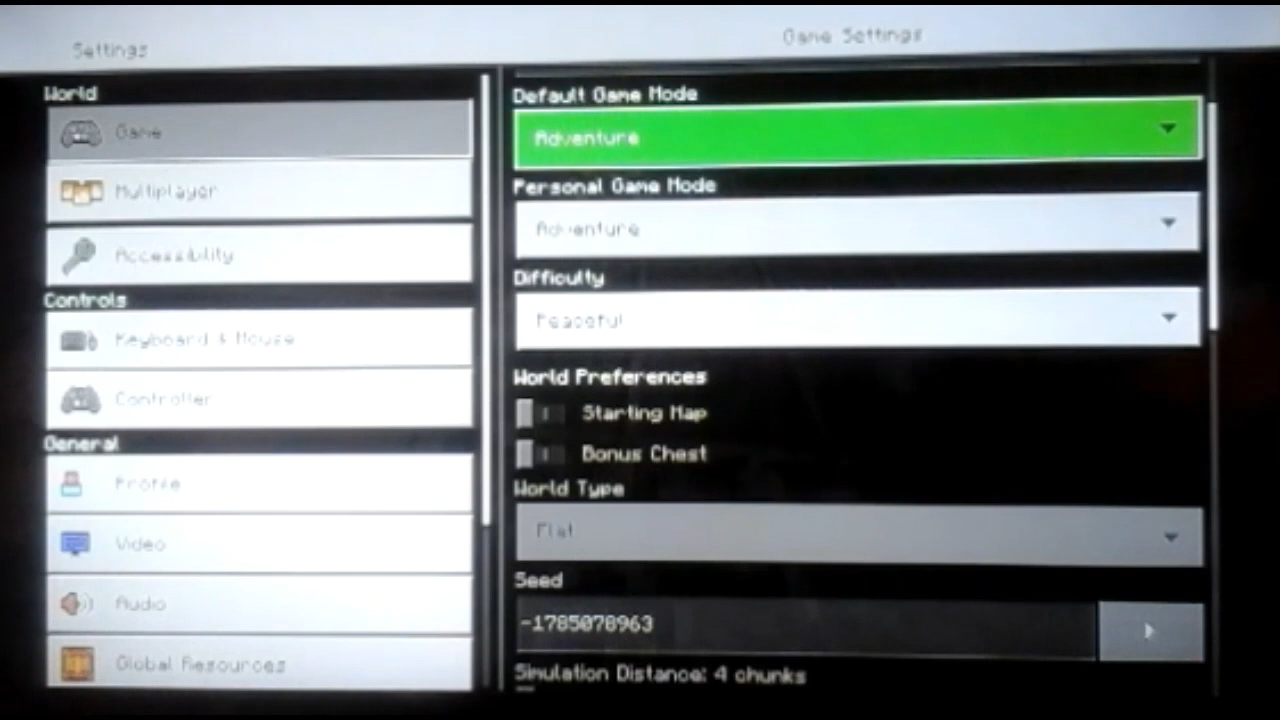 Settings
Game Settings
World
Game
Multiplayer
Accessibility
Controls
Keyboard & Mouse
Controller
General
Profile
Video
Audio
Global Resources
Default Game Mode
Adventure
Personal Game Mode
Adventure
Difficulty
Peaceful
World Preferences
Starting Map
Bonus Chest
World Type
Flat
Seed
-1785078963
Simulation Distance: 4 chunks